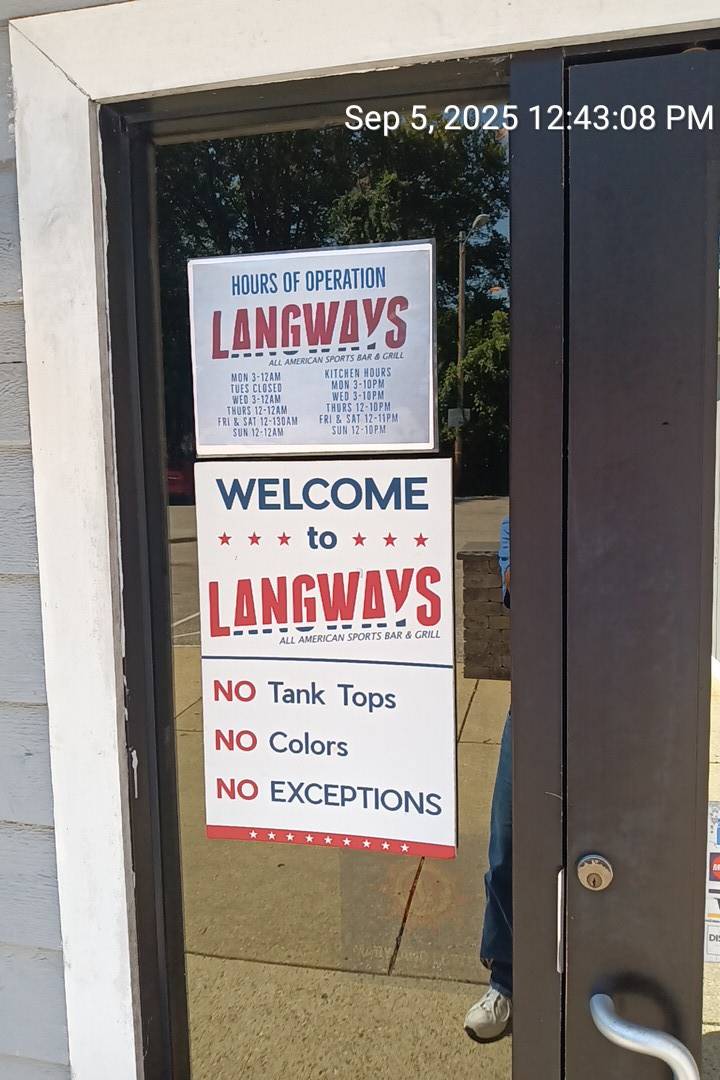 Sep 5, 2025 12:43:08 PM
HOURS OF OPERATION
LANGWAYS
ALL AMERICAN SPORTS BAR & GRILL
MON 3-12AM
TUES CLOSED
WED 3-12AM
THURS 12-12AM
FRI & SAT 12-130AM
SUN 12-12AM
KITCHEN HOURS
MON 3-10PM
WED 3-10PM
THURS 12-10PM
FRI & SAT 12-11PM
SUN 12-10PM
WELCOME
to
LANGWAYS
ALL AMERICAN SPORTS BAR & GRILL
NO Tank Tops
NO Colors
NO EXCEPTIONS